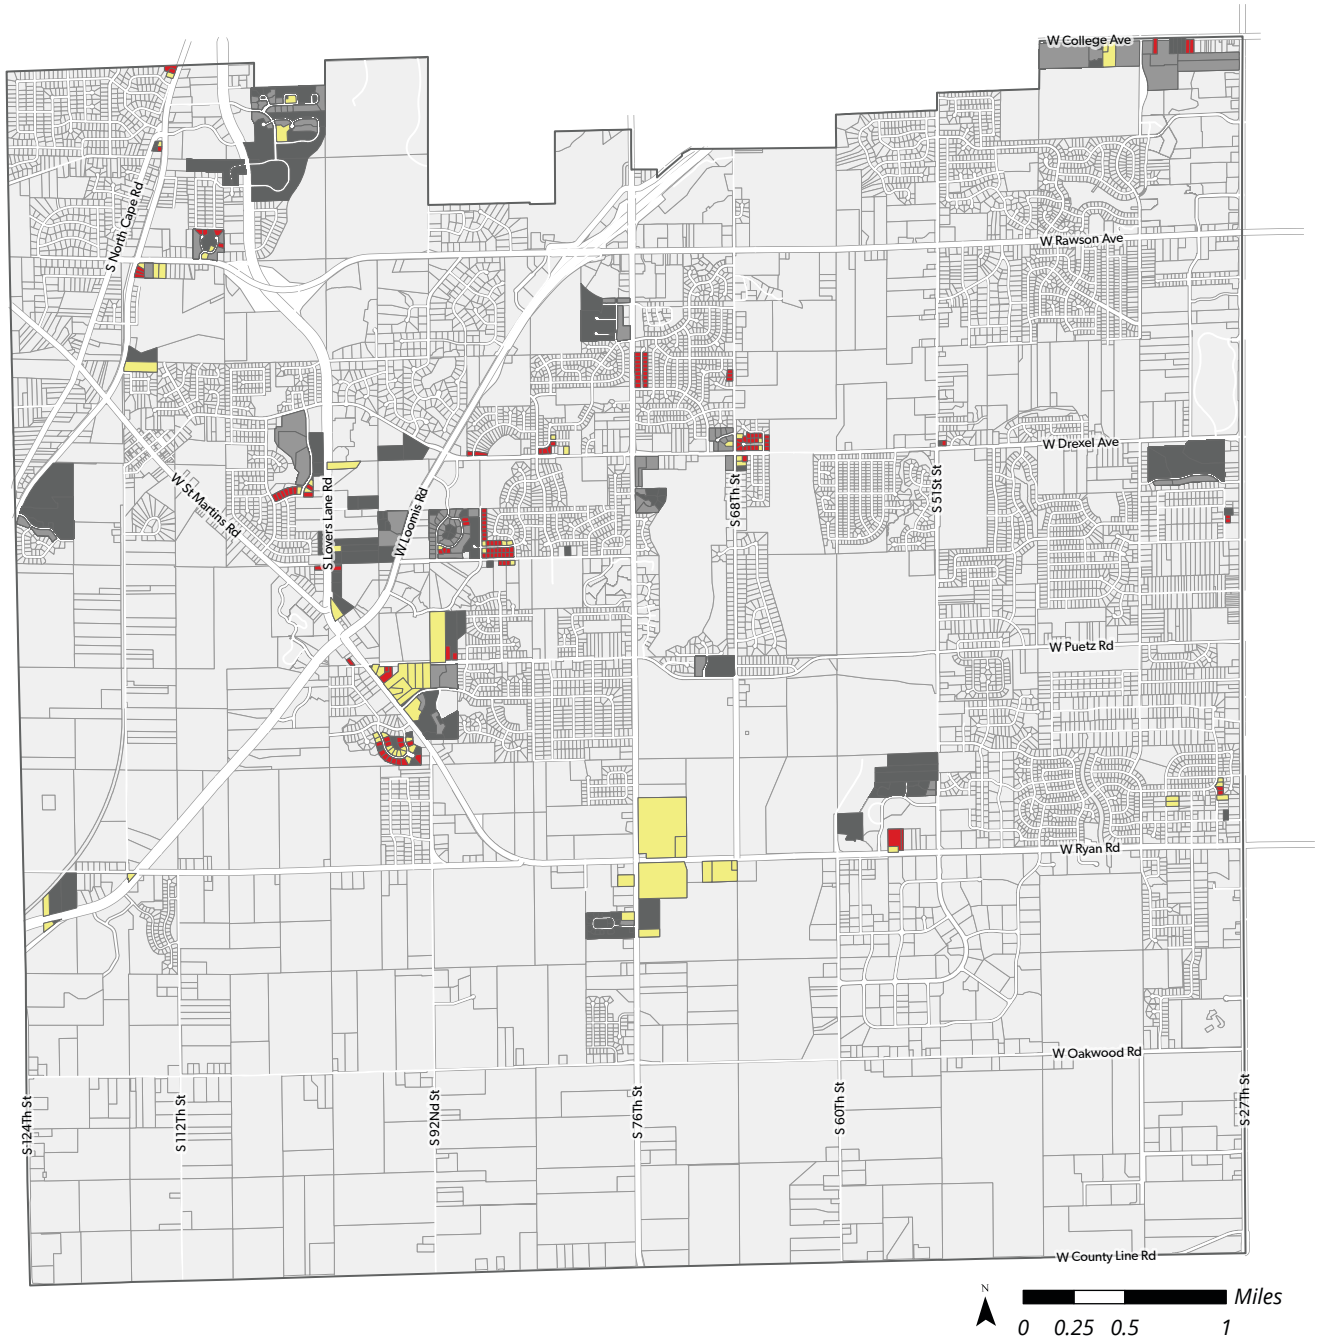 W College Ave
S North Cape Rd
W Rawson Ave
W Drexel Ave
W St Martins Rd
S Lovers Lane Rd
W Loomis Rd
S 68Th St
S 51St St
W Puetz Rd
W Ryan Rd
W Oakwood Rd
S 124Th St
S 112Th St
S 92Nd St
S 76Th St
S 60Th St
S 27Th St
W County Line Rd
N
Miles
0 0.25 0.5 1